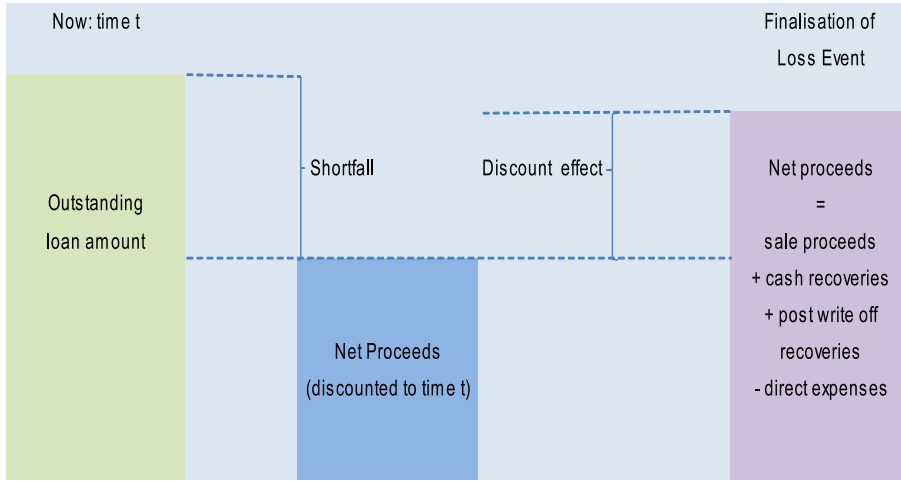 Now: time t
Finalisation of
Loss Event
Shortfall
Discount effect
Outstanding
loan amount
Net proceeds
=
sale proceeds
+ cash recoveries
+ post write off
recoveries
- direct expenses
Net Proceeds
(discounted to time t)